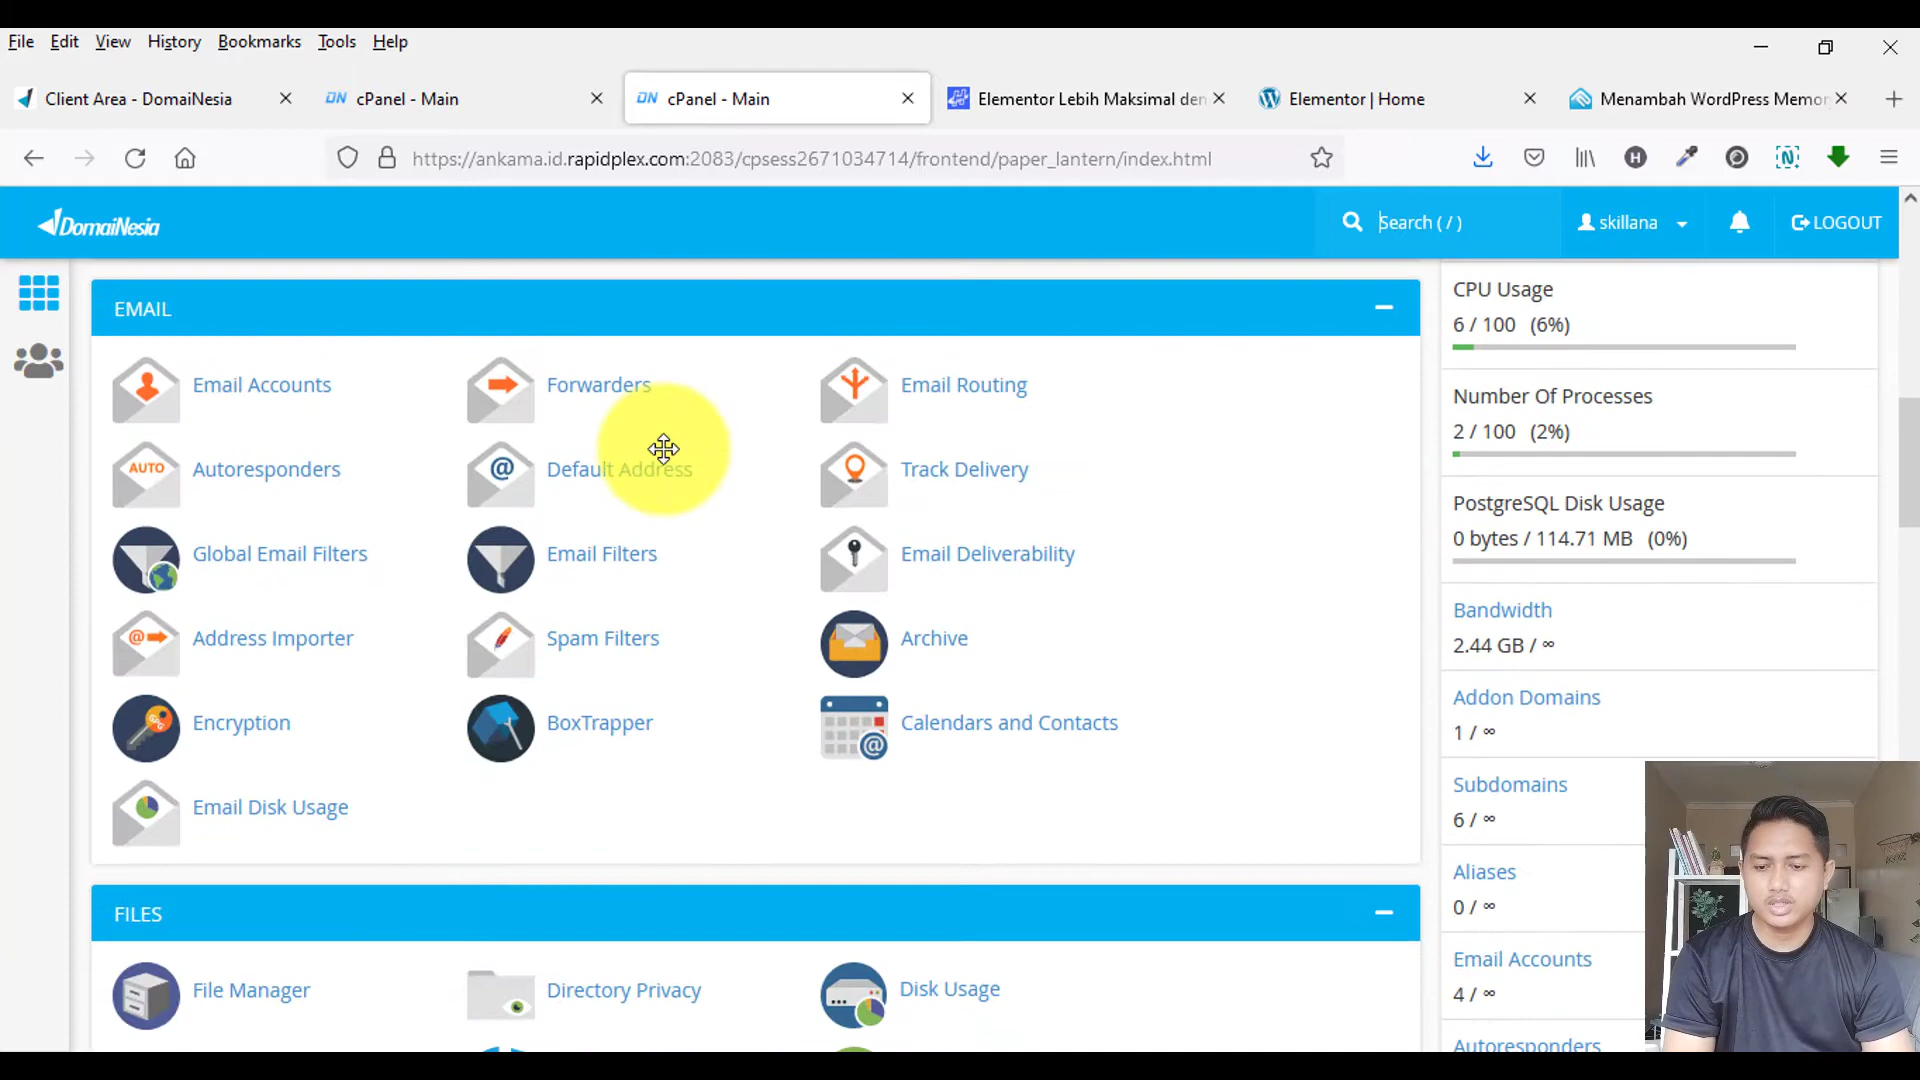 File Edit View History Bookmarks Tools Help
Client Area - DomaiNesia
DN cPanel - Main
DN cPanel - Main
Elementor Lebih Maksimal den
Elementor | Home
Menambah WordPress Memor
https://ankama.id.rapidplex.com:2083/cpsess2671034714/frontend/paper_lantern/index.html
DomaiNesia
Search ( / )
skillana
LOGOUT
EMAIL
Email Accounts
Forwarders
Email Routing
AUTO
Autoresponders
@
Default Address
Track Delivery
Global Email Filters
Email Filters
Email Deliverability
@
Address Importer
Spam Filters
Archive
GPG
Encryption
BoxTrapper
@
Calendars and Contacts
Email Disk Usage
FILES
File Manager
Directory Privacy
Disk Usage
CPU Usage
6 / 100 (6%)
Number Of Processes
2 / 100 (2%)
PostgreSQL Disk Usage
0 bytes / 114.71 MB (0%)
Bandwidth
2.44 GB / ∞
Addon Domains
1 / ∞
Subdomains
6 / ∞
Aliases
0 / ∞
Email Accounts
4 / ∞
Autoresponders